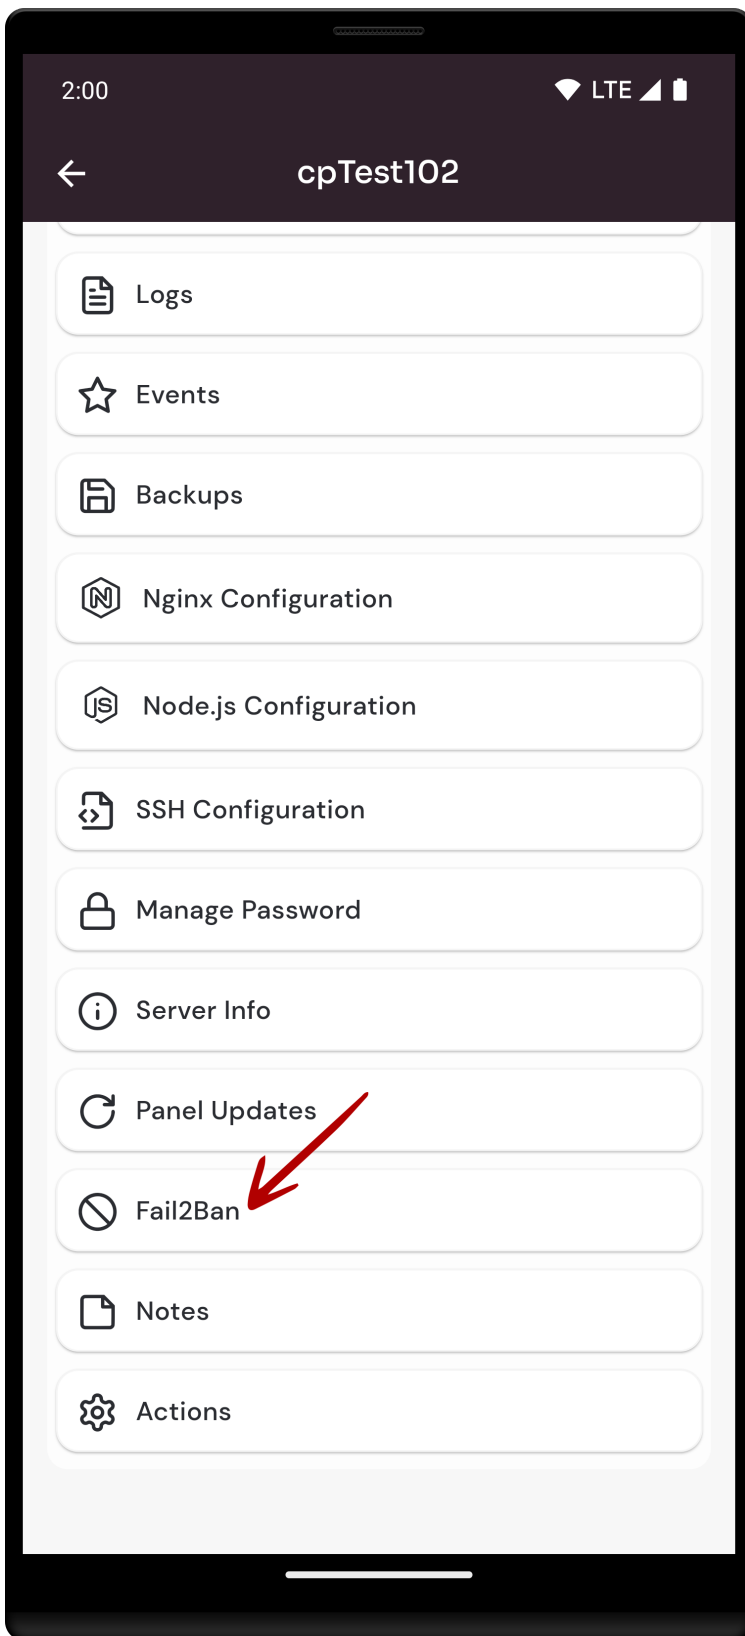 2:00 LTE
cpTest102
Logs
Events
Backups
Nginx Configuration
Node.js Configuration
SSH Configuration
Manage Password
Server Info
Panel Updates
Fail2Ban
Notes
Actions